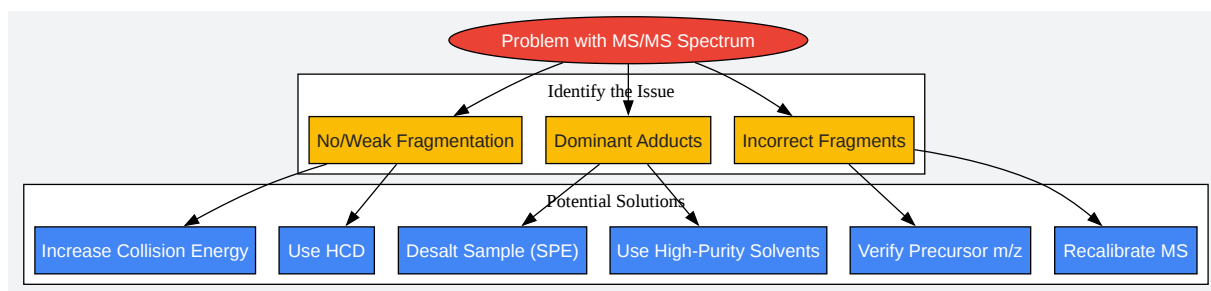 Problem with MS/MS Spectrum
Identify the Issue
No/Weak Fragmentation
Dominant Adducts
Incorrect Fragments
Potential Solutions
Increase Collision Energy
Use HCD
Desalt Sample (SPE)
Use High-Purity Solvents
Verify Precursor m/z
Recalibrate MS